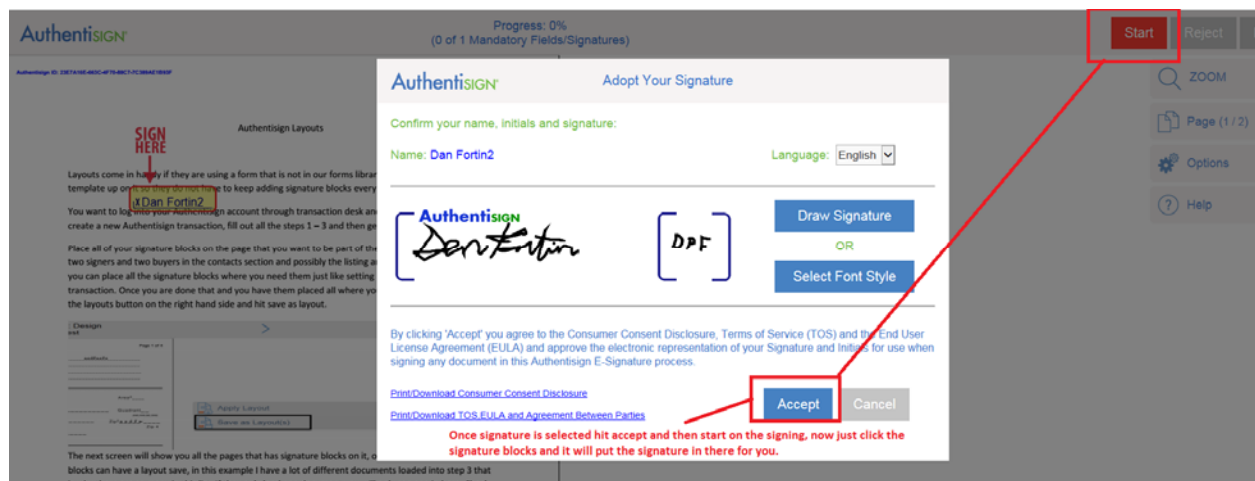 AuthentiSIGN
Progress: 0%
(0 of 1 Mandatory Fields/Signatures)
Start
Reject
SIGN
HERE
Authentisign Layouts
Layouts come in handy if they are using a form that is not in our forms librar
template up on it so they do not have to keep adding signature blocks every
Dan Fortin2
You want to log into your Authentisign account through transaction desk an
create a new Authentisign transaction, fill out all the steps 1 – 3 and then ge
Place all of your signature blocks on the page that you want to be part of the
two signers and two buyers in the contacts section and possibly the listing a
you can place all the signature blocks where you need them just like setting
transaction. Once you are done that and you have them placed all where yo
the layouts button on the right hand side and hit save as layout.
Design
>
Apply Layout
Save as Layout(s)
The next screen will show you all the pages that has signature blocks on it, o
blocks can have a layout save, in this example I have a lot of different documents loaded into step 3 that
AuthentiSIGN
Adopt Your Signature
Confirm your name, initials and signature:
Name: Dan Fortin2
Language: English
AuthentiSIGN
Dan Fortin
DPF
Draw Signature
OR
Select Font Style
By clicking 'Accept' you agree to the Consumer Consent Disclosure, Terms of Service (TOS) and the End User
License Agreement (EULA) and approve the electronic representation of your Signature and Initials for use when
signing any document in this Authentisign E-Signature process.
Print/Download Consumer Consent Disclosure
Print/Download TOS,EULA and Agreement Between Parties
Accept
Cancel
Once signature is selected hit accept and then start on the signing, now just click the
signature blocks and it will put the signature in there for you.
ZOOM
Page (1 / 2)
Options
Help